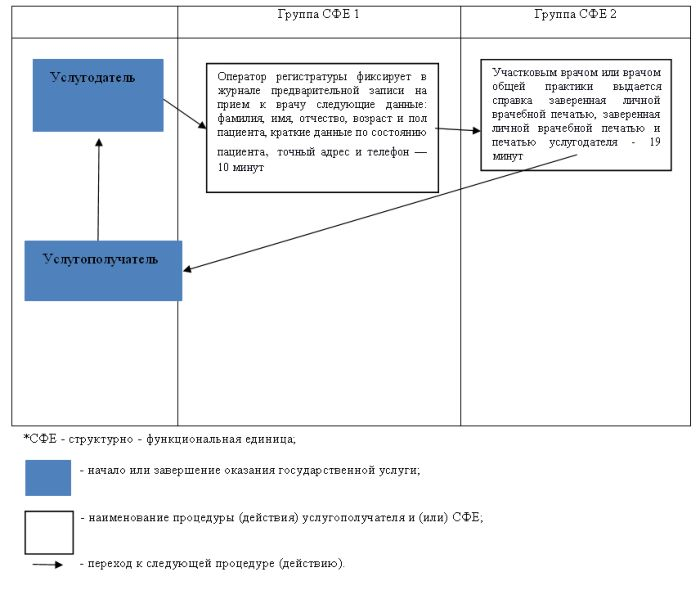 Группа СФЕ 1
Группа СФЕ 2
Услугодатель
Оператор регистратуры фиксирует в
журнале предварительной записи на
прием к врачу следующие данные:
фамилия, имя, отчество, возраст и пол
пациента, краткие данные по состоянию
пациента, точный адрес и телефон —
10 минут
Участковым врачом или врачом
общей практики выдается
справка заверенная личной
врачебной печатью, заверенная
личной врачебной печатью и
печатью услугодателя - 19
минут
Услугополучатель
*СФЕ - структурно - функциональная единица;
- начало или завершение оказания государственной услуги;
- наименование процедуры (действия) услугополучателя и (или) СФЕ;
- переход к следующей процедуре (действию).